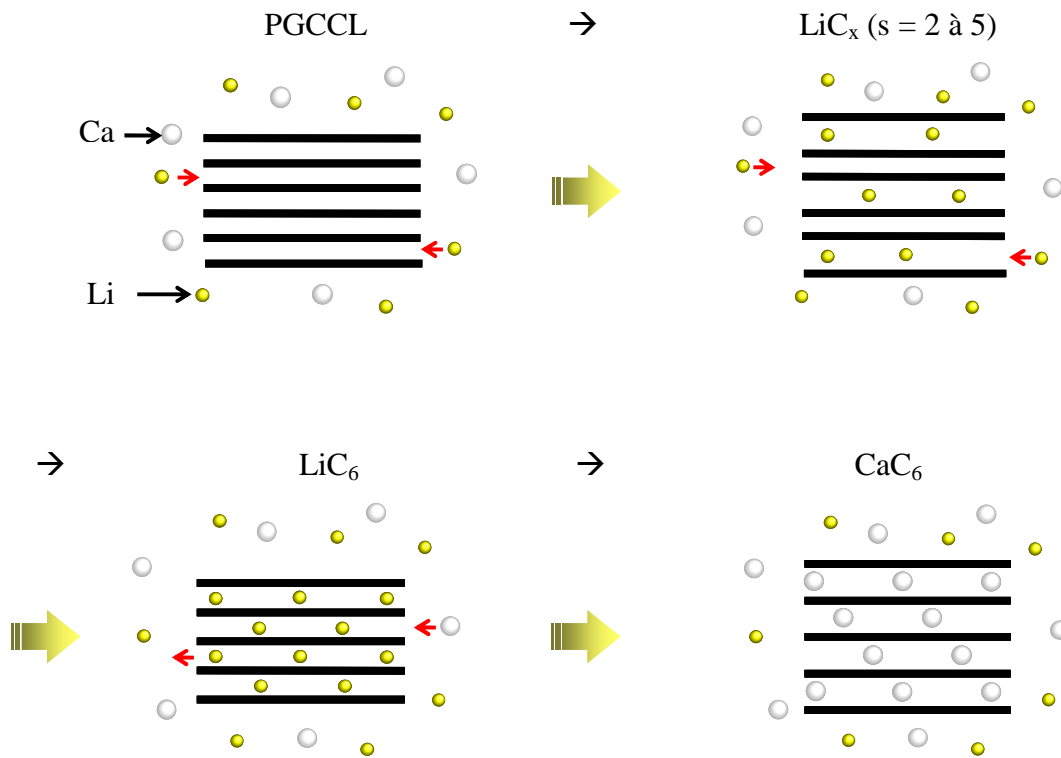 PGCCL → LiCₓ (s = 2 à 5)
Ca
Li
→ LiC₆ → CaC₆